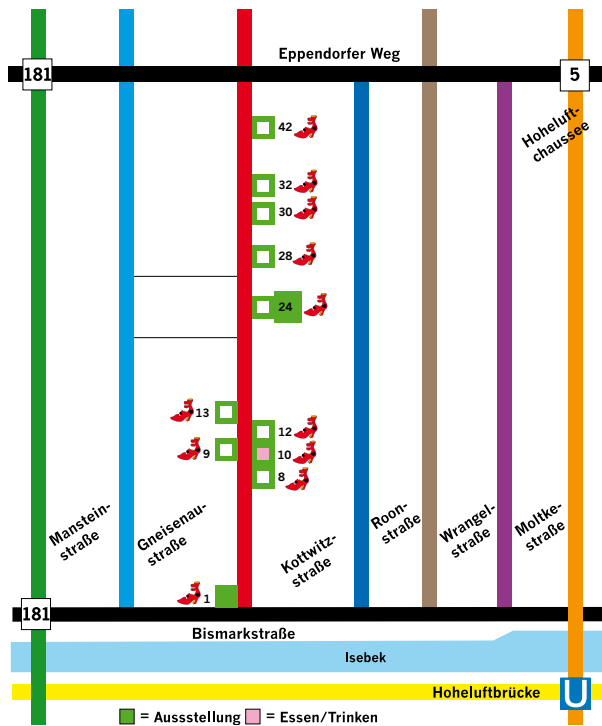 Eppendorfer Weg
181
5
Hoheluft-
chaussee
42
32
30
28
24
13
12
9
10
8
Manstein-
straße
Gneisenau-
straße
Kottwitz-
straße
Roon-
straße
Wrangel-
straße
Moltke-
straße
1
181
Bismarkstraße
Isebek
Hoheluftbrücke
U
= Aussstellung
= Essen/Trinken